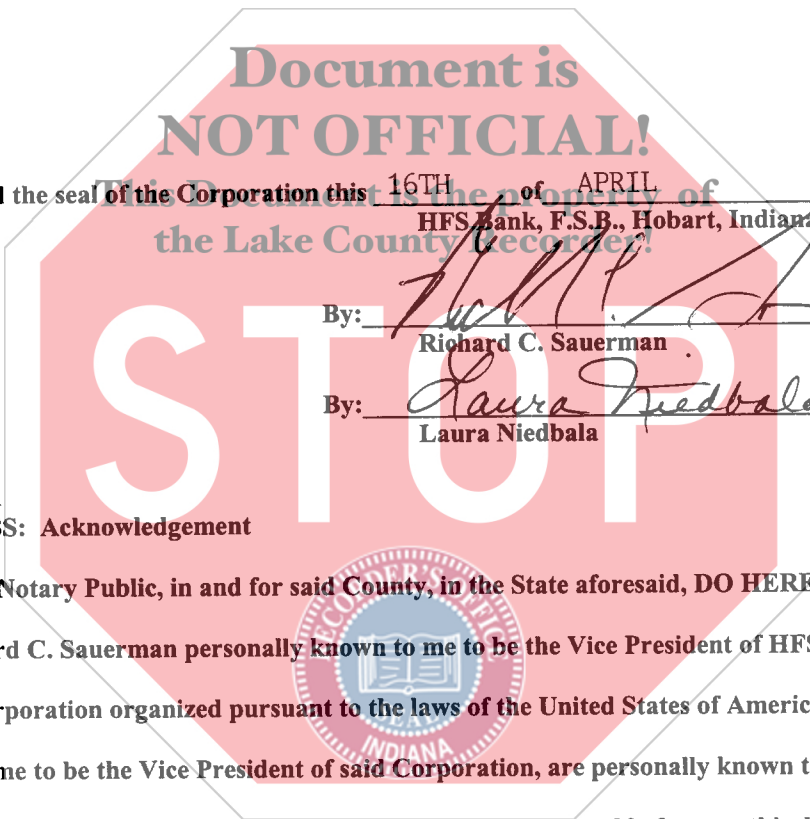 Document is
NOT OFFICIAL!
the seal of the Corporation this 16TH of APRIL
This Document is the property of
HFS Bank, F.S.B., Hobart, Indiana
the Lake County Recorder!
By:
Richard C. Sauerman
STOP
By: Laura Niedbala
Laura Niedbala
SS: Acknowledgement
Notary Public, in and for said County, in the State aforesaid, DO HERE
rd C. Sauerman personally known to me to be the Vice President of HFS
RECORDER'S OFFICE
rporation organized pursuant to the laws of the United States of Americ
SEAL
INDIANA
me to be the Vice President of said Corporation, are personally known t